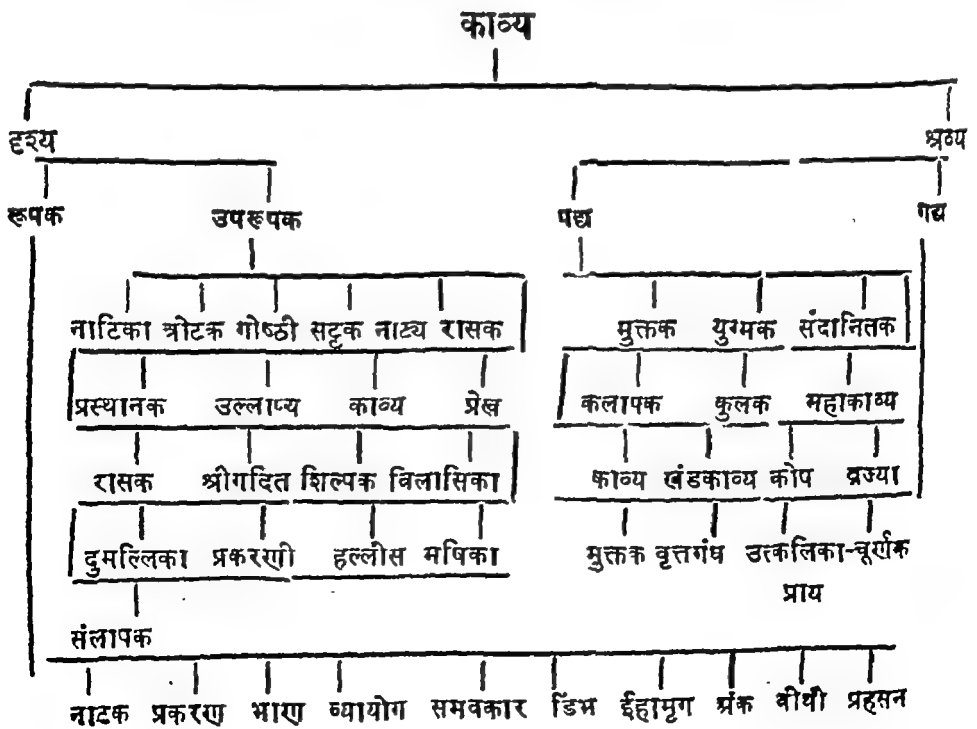 काव्य
दृश्य श्रव्य
रूपक उपरूपक पद्य गद्य
नाटिका त्रोटक गोष्ठी सट्टक नाट्य रासक मुक्तक युग्मक संदानितक
प्रस्थानक उल्लाप्य काव्य प्रेख कलापक कुलक महाकाव्य
रासक श्रीगदित शिल्पक विलासिका काव्य खंडकाव्य कोप व्रज्या
दुमल्लिका प्रकरणी हल्लीस मषिका मुक्तक वृत्तगंध उत्कलिका-चूर्णक
प्राय
संलापक
नाटक प्रकरण भाण व्यायोग समवकार डिभ ईहामृग अंक वीथी प्रहसन